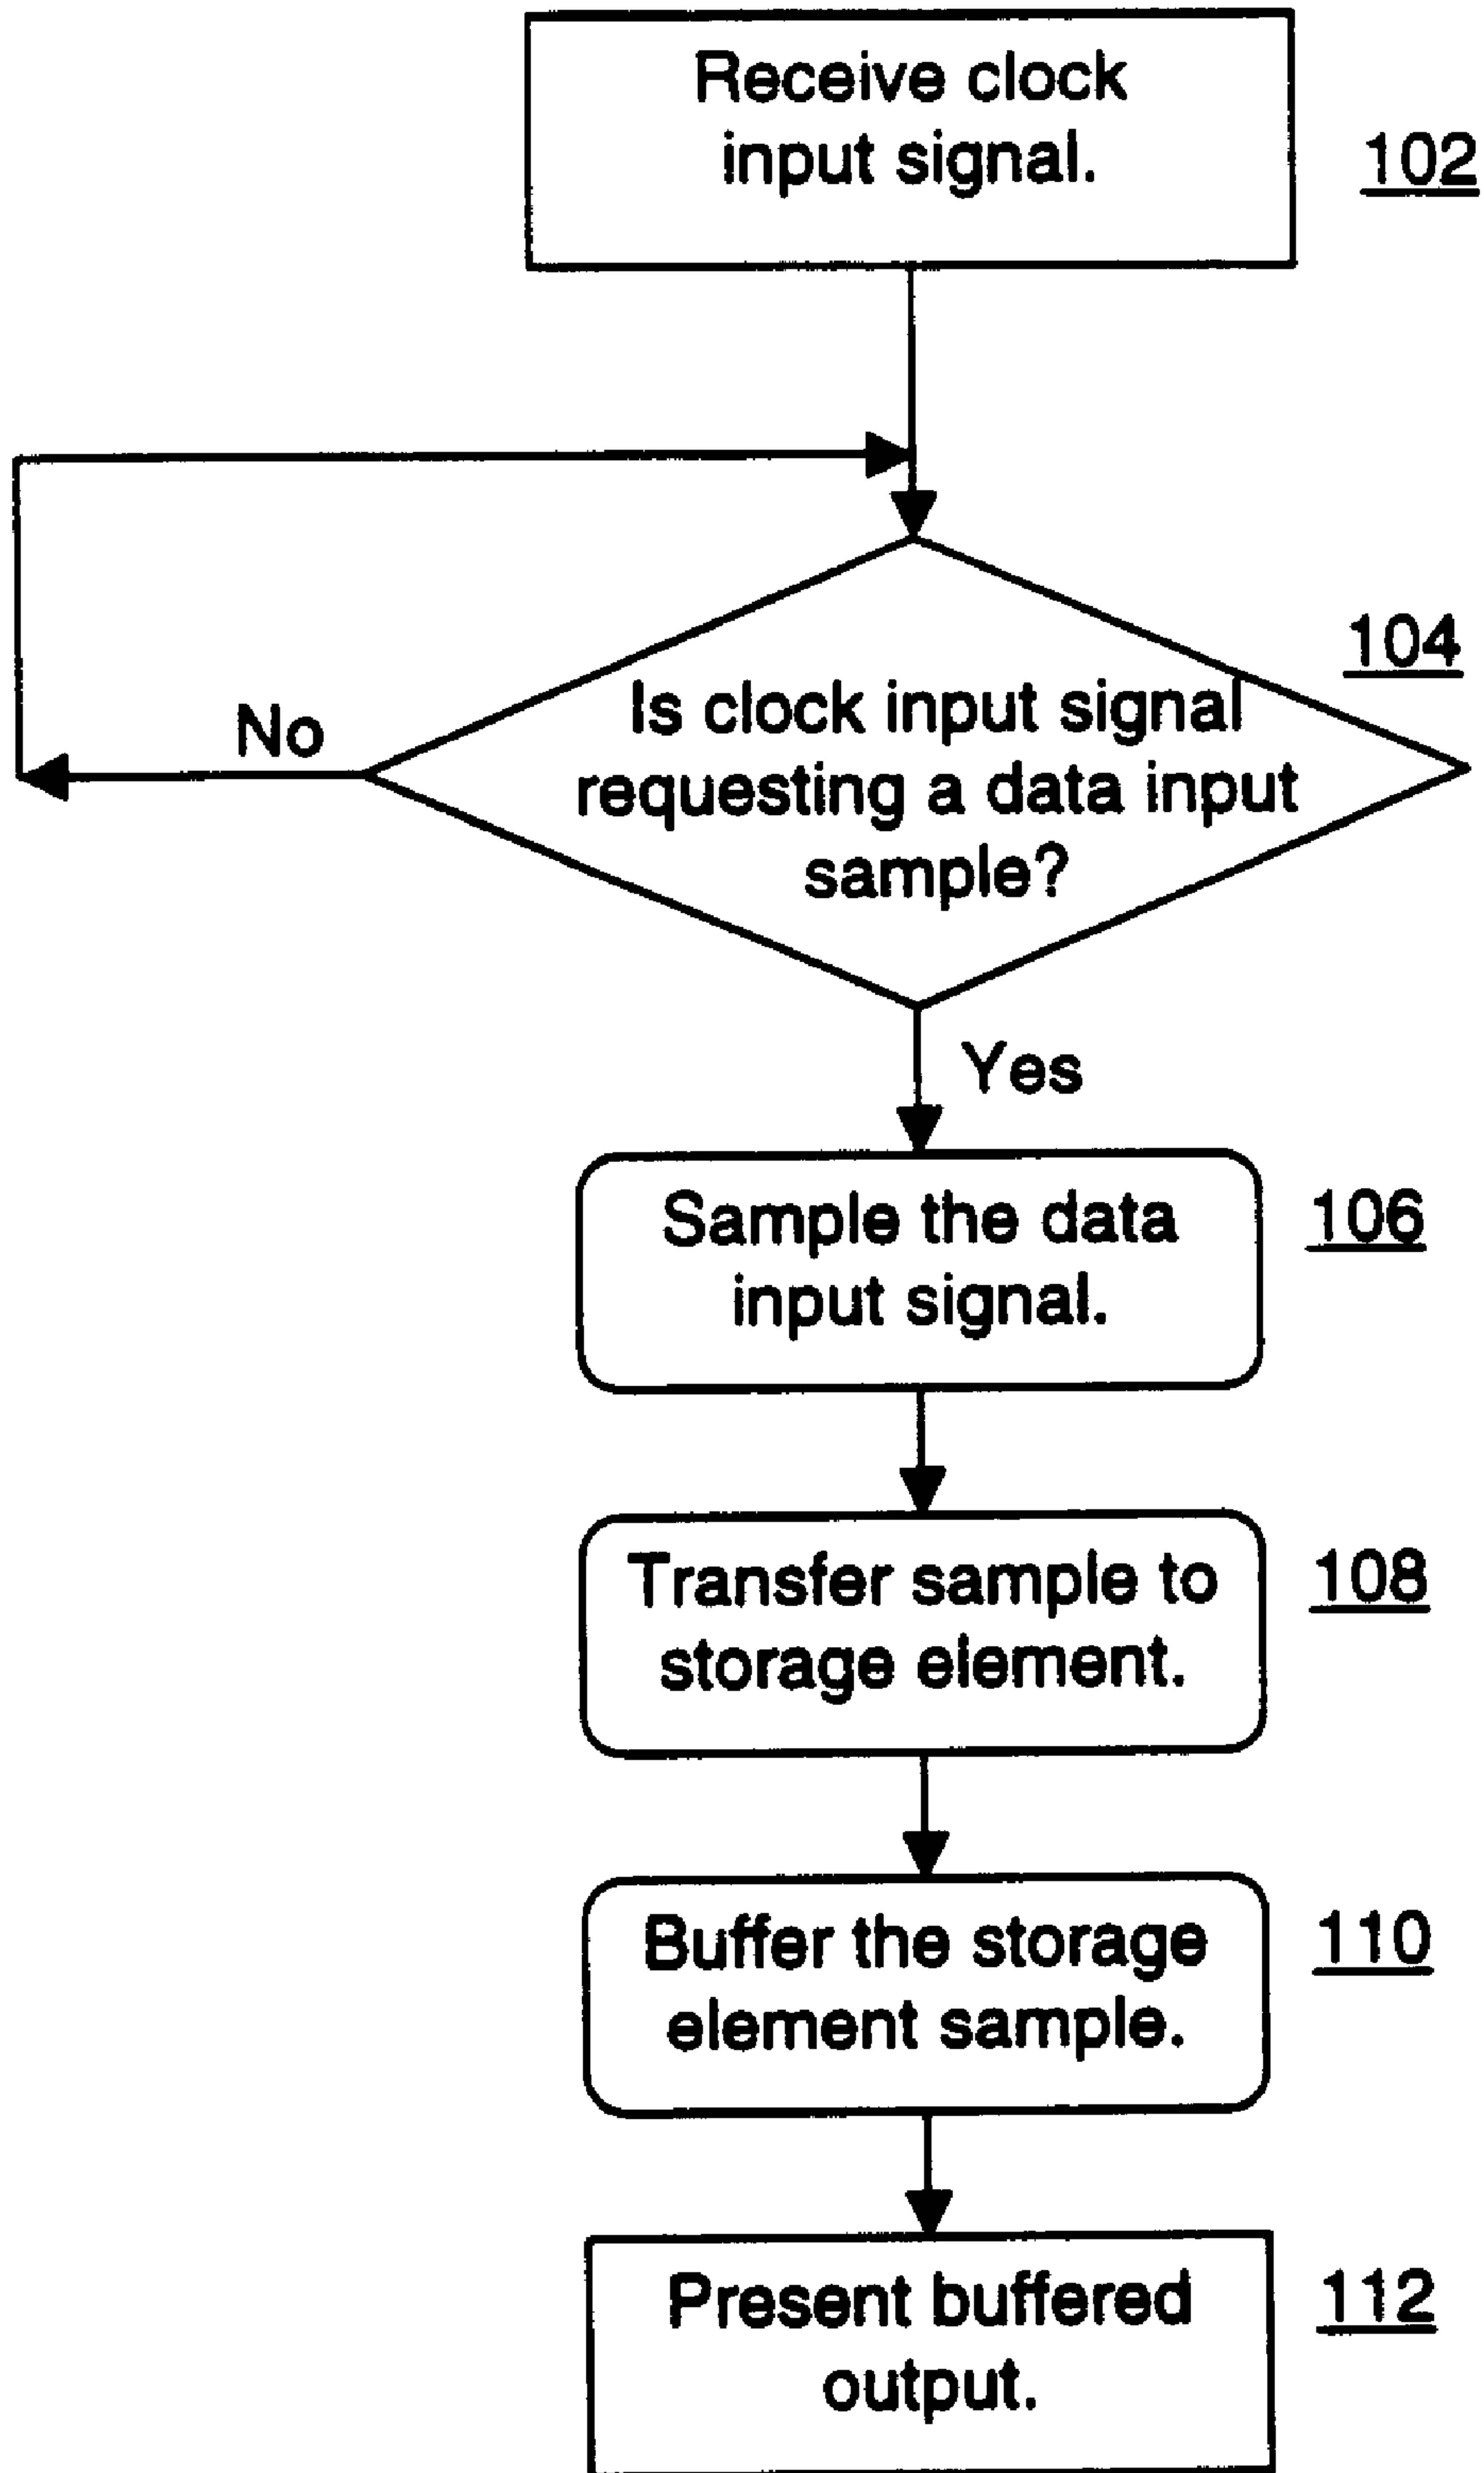 Receive clock
input signal.
102
104
Is clock input signal
requesting a data input
sample?
No
Yes
Sample the data
input signal.
106
Transfer sample to
storage element.
108
Buffer the storage
element sample.
110
Present buffered
output.
112